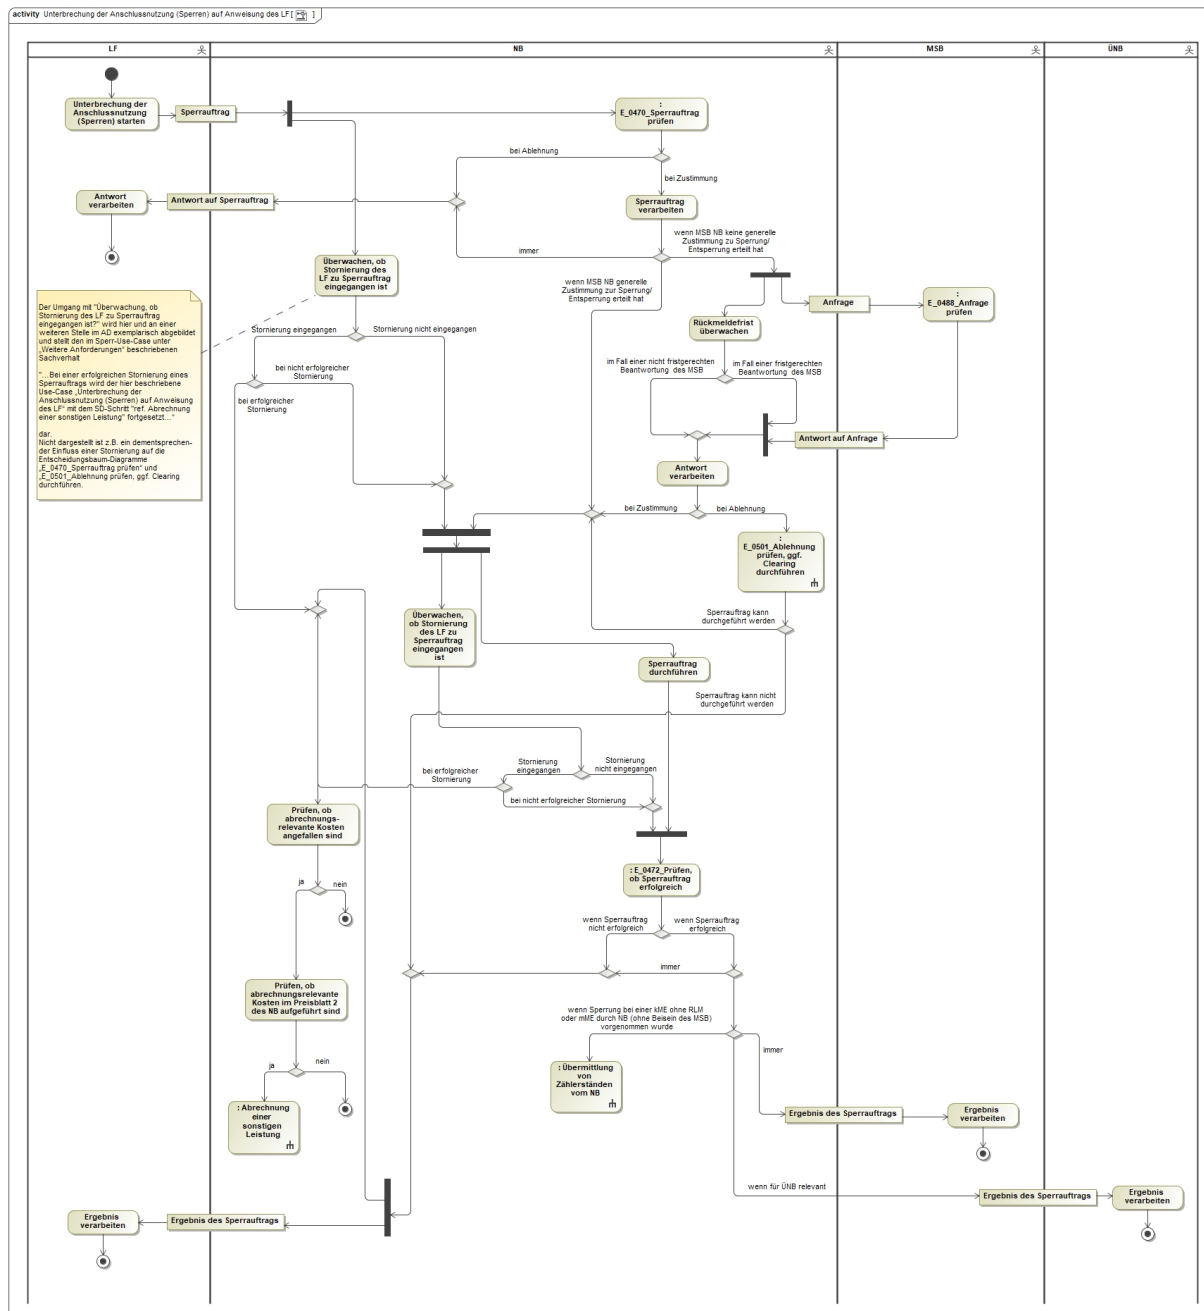 activity Unterbrechung der Anschlussnutzung (Sperren) auf Anweisung des LF [ ]
LF
NB
MSB
ÜNB
Unterbrechung der
Anschlussnutzung
(Sperren) starten
Sperrauftrag
:
E_0470_Sperrauftrag
prüfen
bei Ablehnung
bei Zustimmung
Antwort
verarbeiten
Antwort auf Sperrauftrag
Sperrauftrag
verarbeiten
immer
wenn MSB NB keine generelle
Zustimmung zu Sperrung/
Entsperrung erteilt hat
Überwachen, ob
Stornierung des
LF zu Sperrauftrag
eingegangen ist
wenn MSB NB generelle
Zustimmung zur Sperrung/
Entsperrung erteilt hat
Anfrage
:
E_0488_Anfrage
prüfen
Rückmeldefrist
überwachen
Der Umgang mit "Überwachung, ob
Stornierung des LF zu Sperrauftrag
eingegangen ist?" wird hier und an einer
weiteren Stelle im AD exemplarisch abgebildet
und stellt den im Sperr-Use-Case unter
„Weitere Anforderungen" beschriebenen
Sachverhalt
"...Bei einer erfolgreichen Stornierung eines
Sperrauftrags wird der hier beschriebene
Use-Case „Unterbrechung der
Anschlussnutzung (Sperren) auf Anweisung
des LF" mit dem SD-Schritt "ref. Abrechnung
einer sonstigen Leistung" fortgesetzt..."
dar.
Nicht dargestellt ist z.B. ein dementsprechen-
der Einfluss einer Stornierung auf die
Entscheidungsbaum-Diagramme
„E_0470_Sperrauftrag prüfen" und
„E_0501_Ablehnung prüfen, ggf. Clearing
durchführen.
Stornierung eingegangen
Stornierung nicht eingegangen
bei nicht erfolgreicher
Stornierung
bei erfolgreicher
Stornierung
im Fall einer nicht fristgerechten
Beantwortung des MSB
im Fall einer fristgerechten
Beantwortung des MSB
Antwort auf Anfrage
Antwort
verarbeiten
bei Zustimmung
bei Ablehnung
:
E_0501_Ablehnung
prüfen, ggf.
Clearing
durchführen
Sperrauftrag kann
durchgeführt werden
Überwachen,
ob Stornierung
des LF zu
Sperrauftrag
eingegangen
ist
Sperrauftrag
durchführen
Sperrauftrag kann nicht
durchgeführt werden
bei erfolgreicher
Stornierung
Stornierung
eingegangen
Stornierung
nicht eingegangen
bei nicht erfolgreicher Stornierung
Prüfen, ob
abrechnungs-
relevante Kosten
angefallen sind
: E_0472_Prüfen,
ob Sperrauftrag
erfolgreich
ja
nein
wenn Sperrauftrag
nicht erfolgreich
wenn Sperrauftrag
erfolgreich
immer
Prüfen, ob
abrechnungsrelevante
Kosten im Preisblatt 2
des NB aufgeführt sind
wenn Sperrung bei einer kME ohne RLM
oder mME durch NB (ohne Beisein des MSB)
vorgenommen wurde
immer
ja
nein
: Übermittlung
von
Zählerständen
vom NB
: Abrechnung
einer
sonstigen
Leistung
Ergebnis des Sperrauftrags
Ergebnis
verarbeiten
wenn für ÜNB relevant
Ergebnis des Sperrauftrags
Ergebnis
verarbeiten
Ergebnis
verarbeiten
Ergebnis des Sperrauftrags